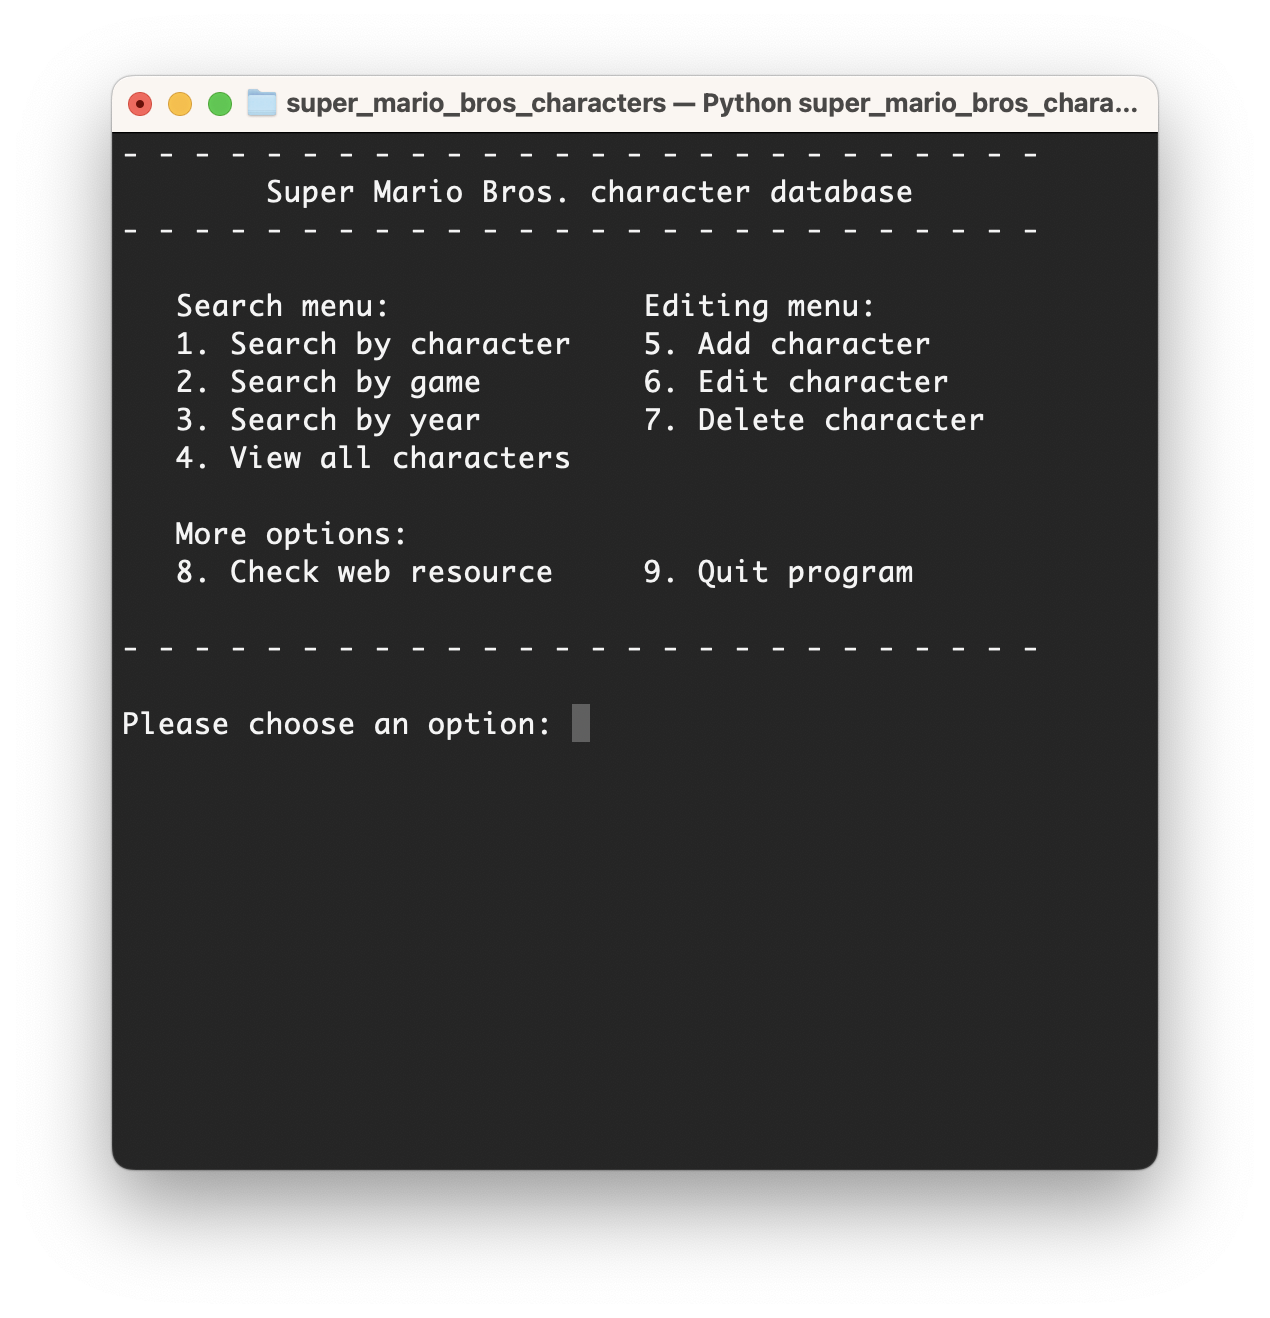 super_mario_bros_characters — Python super_mario_bros_chara...
- - - - - - - - - - - - - - - - - - - - - - - - - -
Super Mario Bros. character database
- - - - - - - - - - - - - - - - - - - - - - - - - -
Search menu: Editing menu:
1. Search by character 5. Add character
2. Search by game 6. Edit character
3. Search by year 7. Delete character
4. View all characters
More options:
8. Check web resource 9. Quit program
- - - - - - - - - - - - - - - - - - - - - - - - - -
Please choose an option: